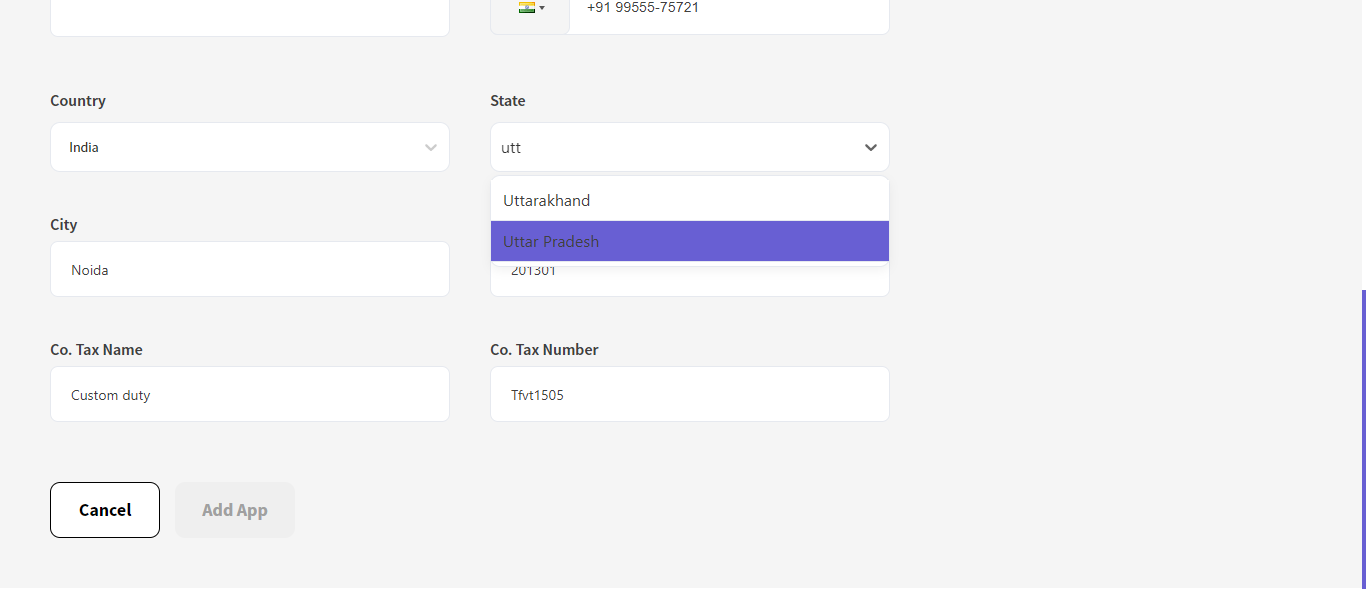 +91 99555-75721
Country
State
India
utt
Uttarakhand
City
Uttar Pradesh
Noida
201301
Co. Tax Name
Co. Tax Number
Custom duty
Tfvt1505
Cancel
Add App